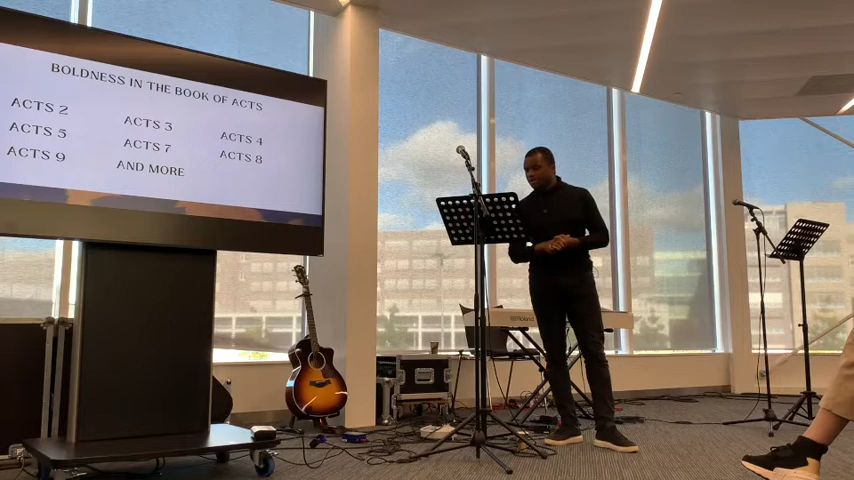 BOLDNESS IN THE BOOK OF ACTS
ACTS 2
ACTS 3
ACTS 4
ACTS 5
ACTS 7
ACTS 8
ACTS 9
AND MORE
Roland